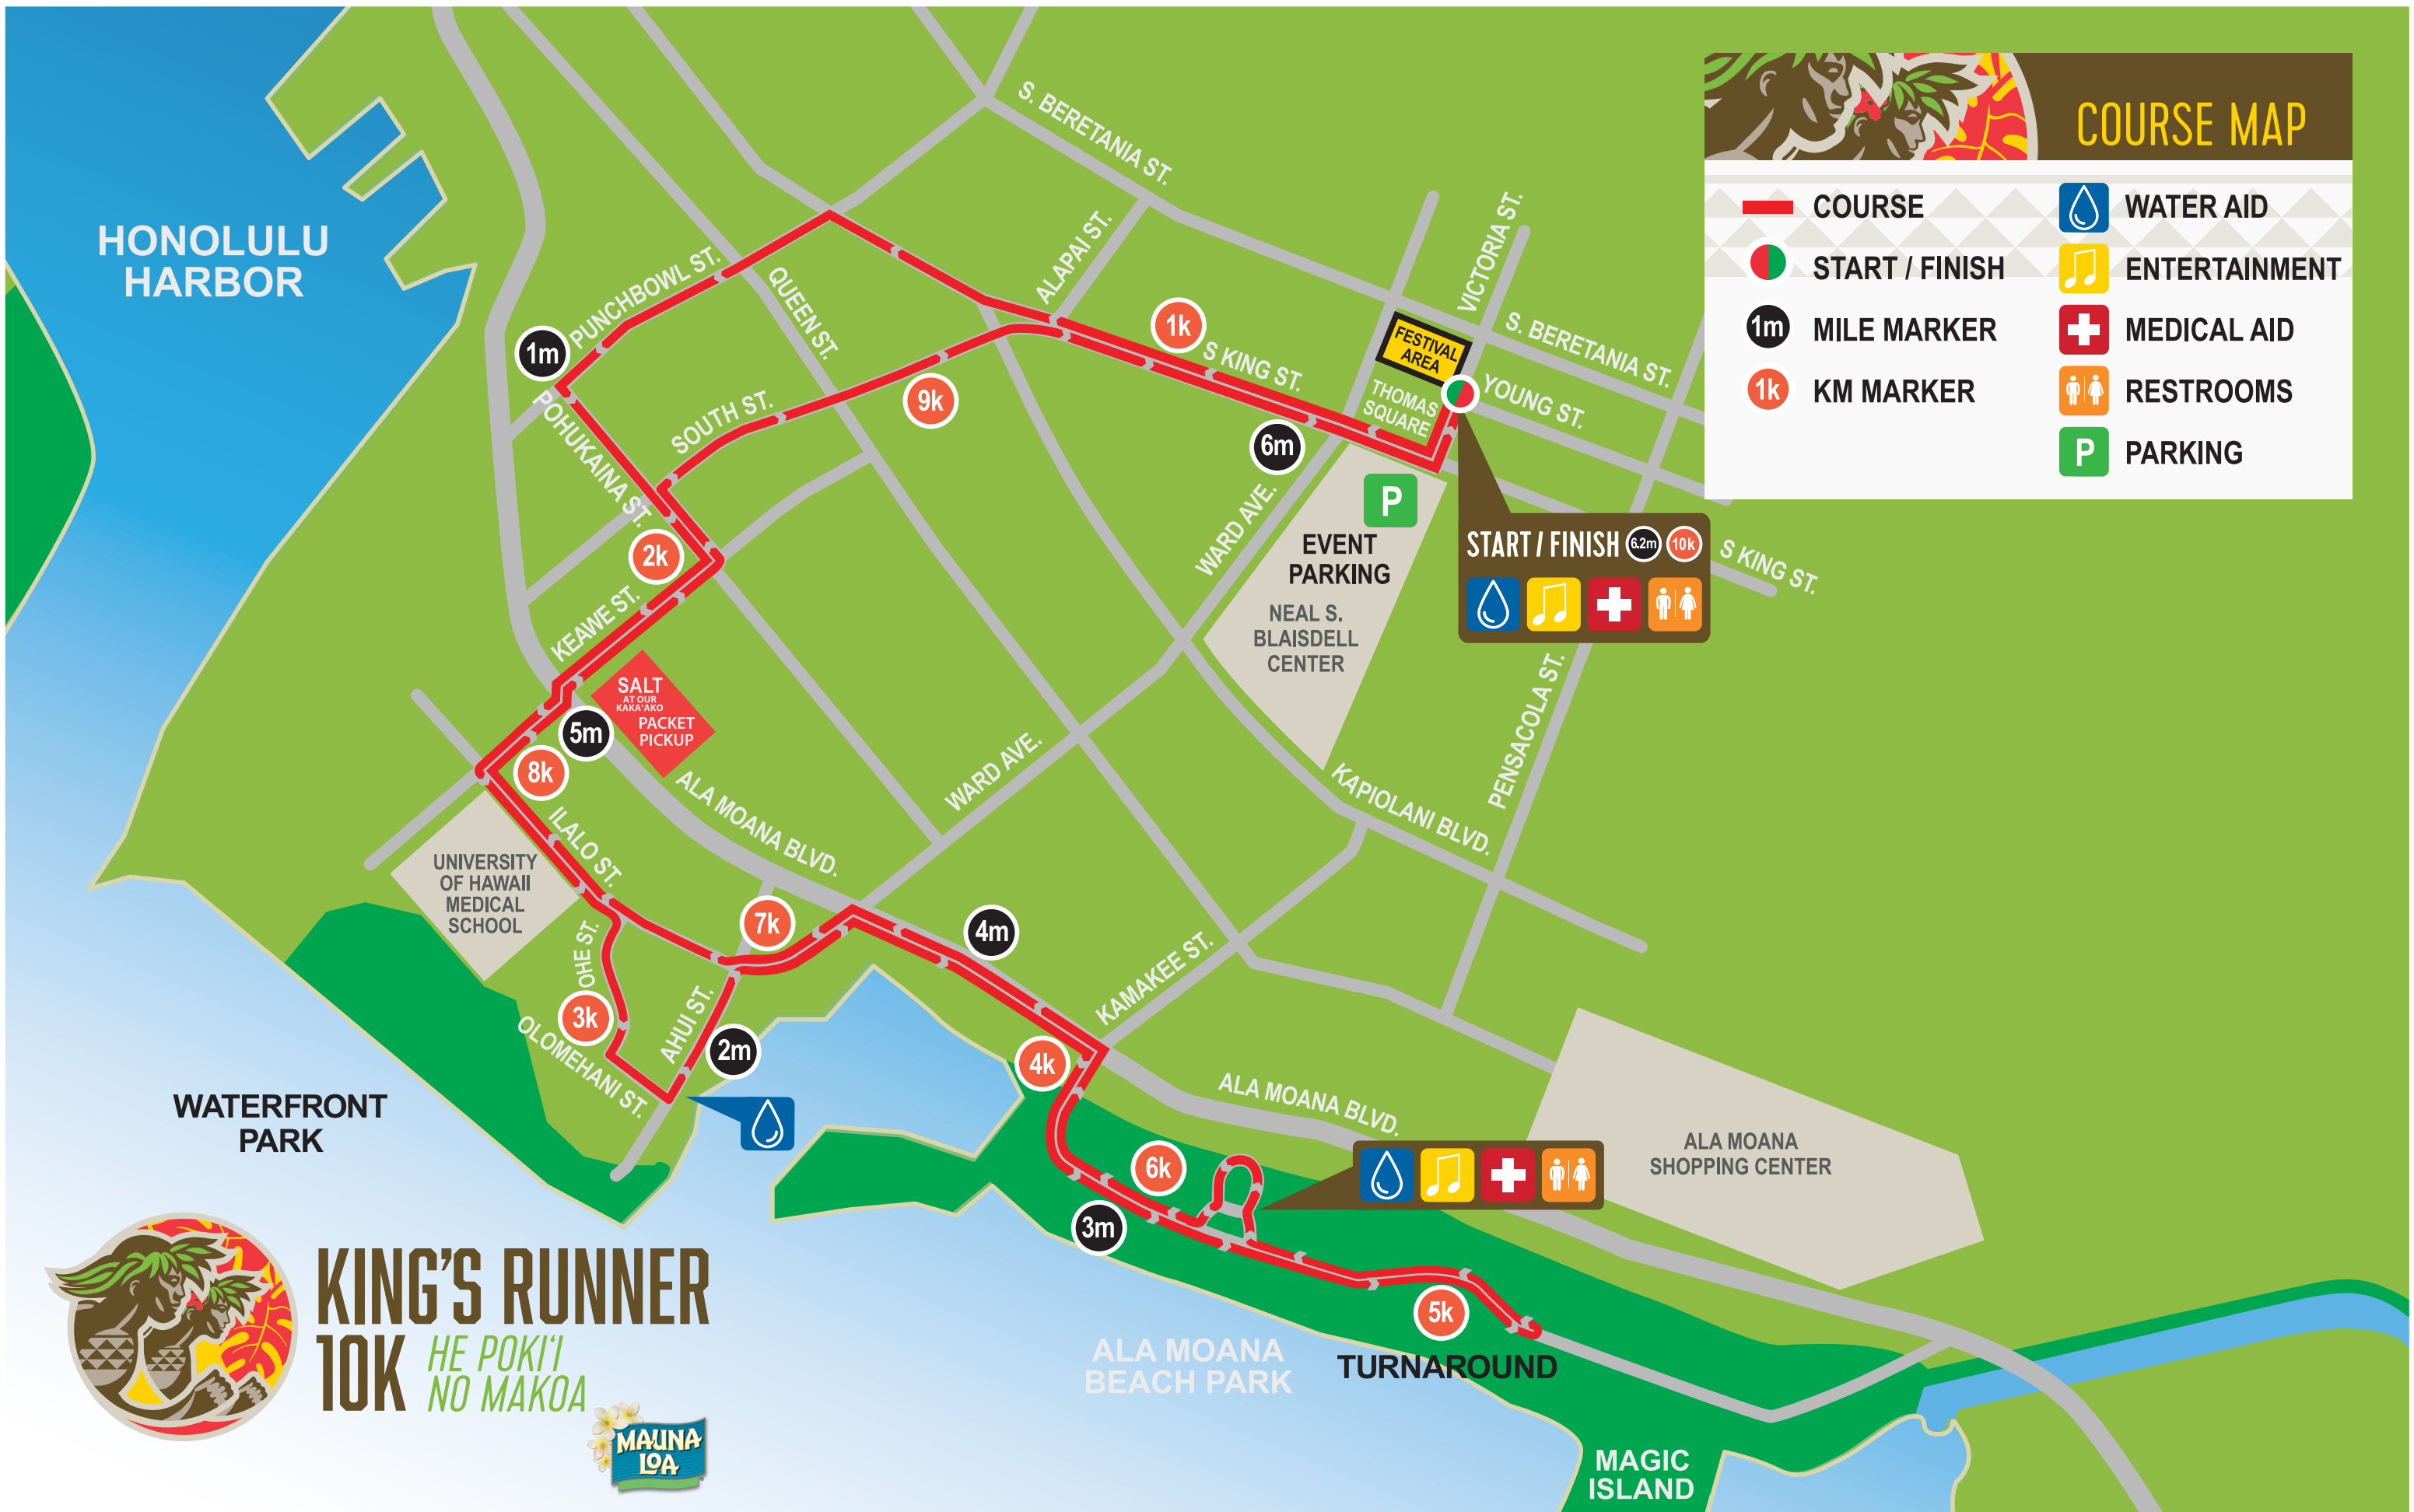 COURSE MAP
COURSE
START / FINISH
1m
MILE MARKER
1k
KM MARKER
WATER AID
ENTERTAINMENT
MEDICAL AID
RESTROOMS
P
PARKING
HONOLULU
HARBOR
S. BERETANIA ST.
ALAPAI ST.
VICTORIA ST.
PUNCHBOWL ST.
QUEEN ST.
1m
1k
S KING ST.
FESTIVAL
AREA
S. BERETANIA ST.
THOMAS
SQUARE
YOUNG ST.
POHUKAINA ST.
SOUTH ST.
9k
6m
WARD AVE.
P
EVENT
PARKING
NEAL S.
BLAISDELL
CENTER
START / FINISH
6.2m
10k
S KING ST.
2k
KEAWE ST.
SALT
AT OUR
KAKA'AKO
PACKET
PICKUP
5m
8k
ILALO ST.
ALA MOANA BLVD.
WARD AVE.
KAPIOLANI BLVD.
PENSACOLA ST.
UNIVERSITY
OF HAWAII
MEDICAL
SCHOOL
7k
4m
OHE ST.
3k
OLOMEHANI ST.
AHUI ST.
2m
KAMAKEE ST.
4k
ALA MOANA BLVD.
WATERFRONT
PARK
6k
3m
ALA MOANA
SHOPPING CENTER
5k
TURNAROUND
ALA MOANA
BEACH PARK
MAGIC
ISLAND
KING'S RUNNER
10K
HE POKI'I
NO MAKOA
MAUNA
LOA